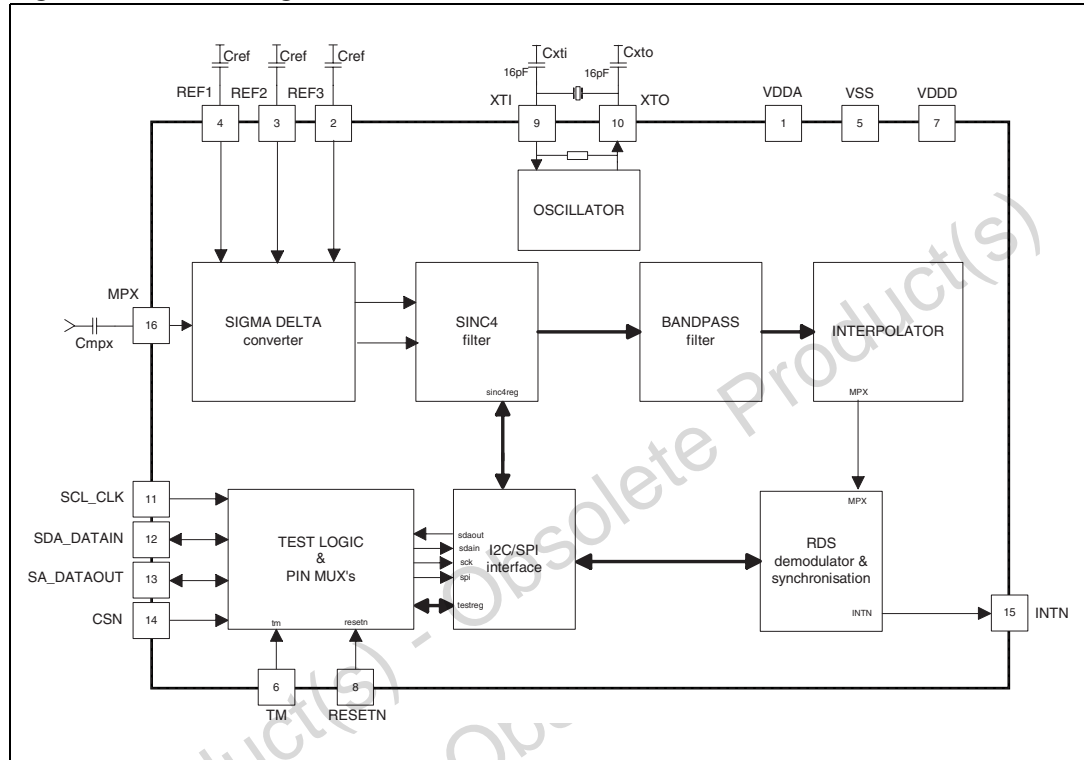 Cref Cref Cref Cxti Cxto
16pF 16pF
REF1 REF2 REF3 XTI XTO VDDA VSS VDDD
4 3 2 9 10 1 5 7
OSCILLATOR
MPX
16
Cmpx
SIGMA DELTA
converter
SINC4
filter
sinc4reg
BANDPASS
filter
INTERPOLATOR
MPX
SCL_CLK 11
SDA_DATAIN 12
SA_DATAOUT 13
CSN 14
TEST LOGIC
&
PIN MUX's
tm resetn
sdaout
sdain
sck
spi
testreg
I2C/SPI
interface
MPX
RDS
demodulator &
synchronisation
INTN
15 INTN
6 8
TM RESETN
Product(s) - Obsolete Product(s)